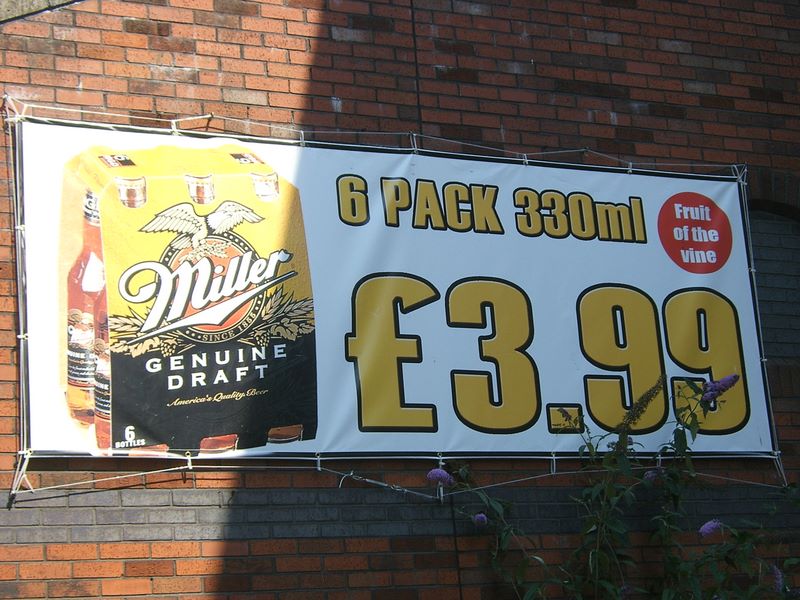 6 PACK 330ml
Fruit
of the
vine
£3.99
Miller
SINCE 1855
GENUINE
DRAFT
America's Quality Beer
6
BOTTLES